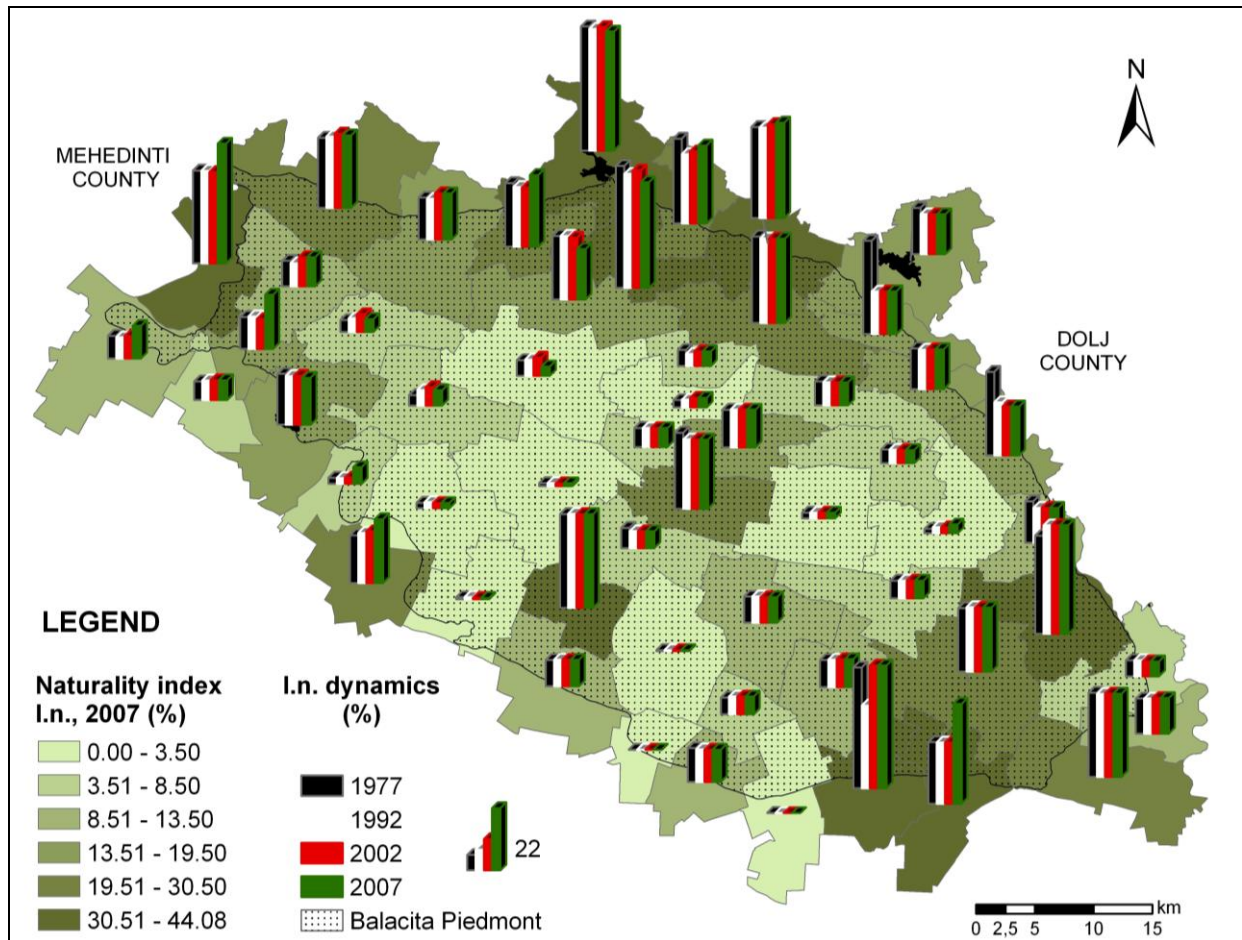 N
MEHEDINTI
COUNTY
DOLJ
COUNTY
LEGEND
Naturality index
I.n., 2007 (%)
0.00 - 3.50
3.51 - 8.50
8.51 - 13.50
13.51 - 19.50
19.51 - 30.50
30.51 - 44.08
I.n. dynamics
(%)
1977
1992
2002
2007
Balacita Piedmont
22
km
0 2,5 5 10 15